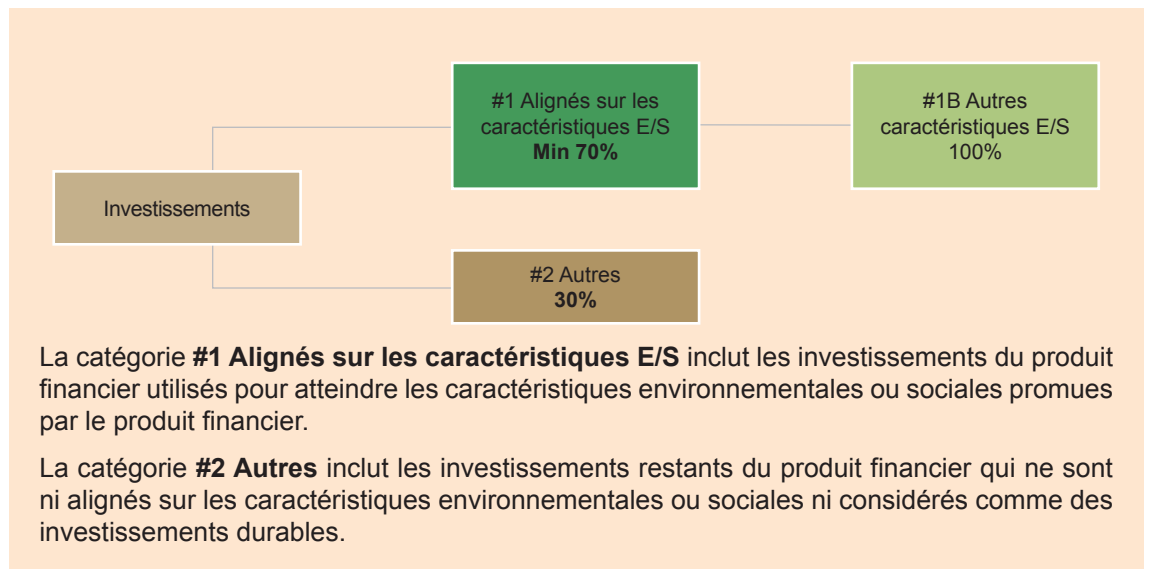 #1 Alignés sur les
caractéristiques E/S
Min 70%
#1B Autres
caractéristiques E/S
100%
Investissements
#2 Autres
30%
La catégorie #1 Alignés sur les caractéristiques E/S inclut les investissements du produit
financier utilisés pour atteindre les caractéristiques environnementales ou sociales promues
par le produit financier.
La catégorie #2 Autres inclut les investissements restants du produit financier qui ne sont
ni alignés sur les caractéristiques environnementales ou sociales ni considérés comme des
investissements durables.